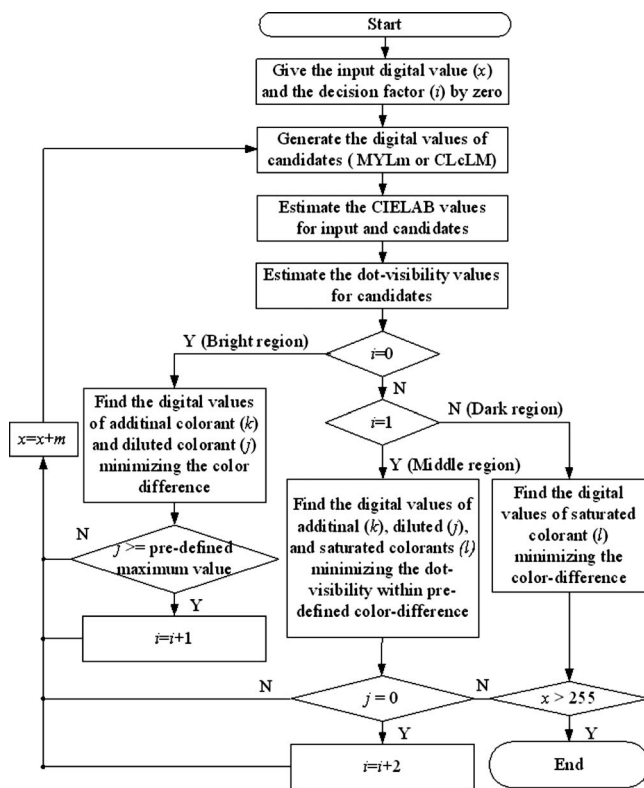 Start
Give the input digital value (x)
and the decision factor (i) by zero
Generate the digital values of
candidates ( MYLm or CLcLM)
Estimate the CIELAB values
for input and candidates
Estimate the dot-visibility values
for candidates
Y (Bright region)
i=0
N
Find the digital values
of additinal colorant (k)
and diluted colorant (j)
minimizing the color
difference
x=x+m
i=1
N (Dark region)
Y (Middle region)
Find the digital values of
additinal (k), diluted (j),
and saturated colorants (l)
minimizing the dot-
visibility within pre-
defined color-difference
Find the digital
values of saturated
colorant (l)
minimizing the
color-difference
N
j >= pre-defined
maximum value
Y
i=i+1
N
j = 0
N
x > 255
Y
Y
i=i+2
End